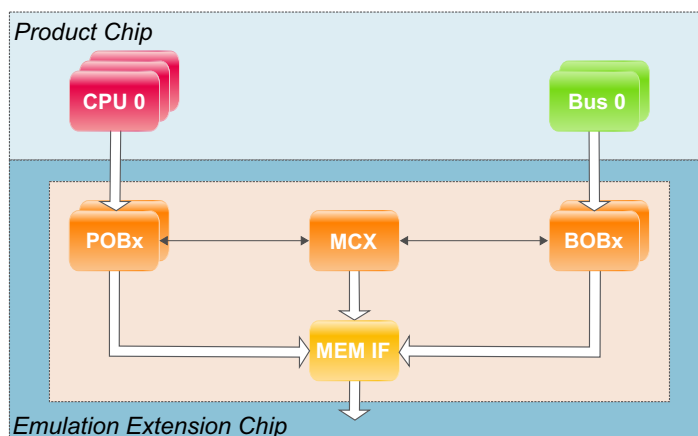 Product Chip
CPU 0
Bus 0
POBx
MCX
BOBx
MEM IF
Emulation Extension Chip